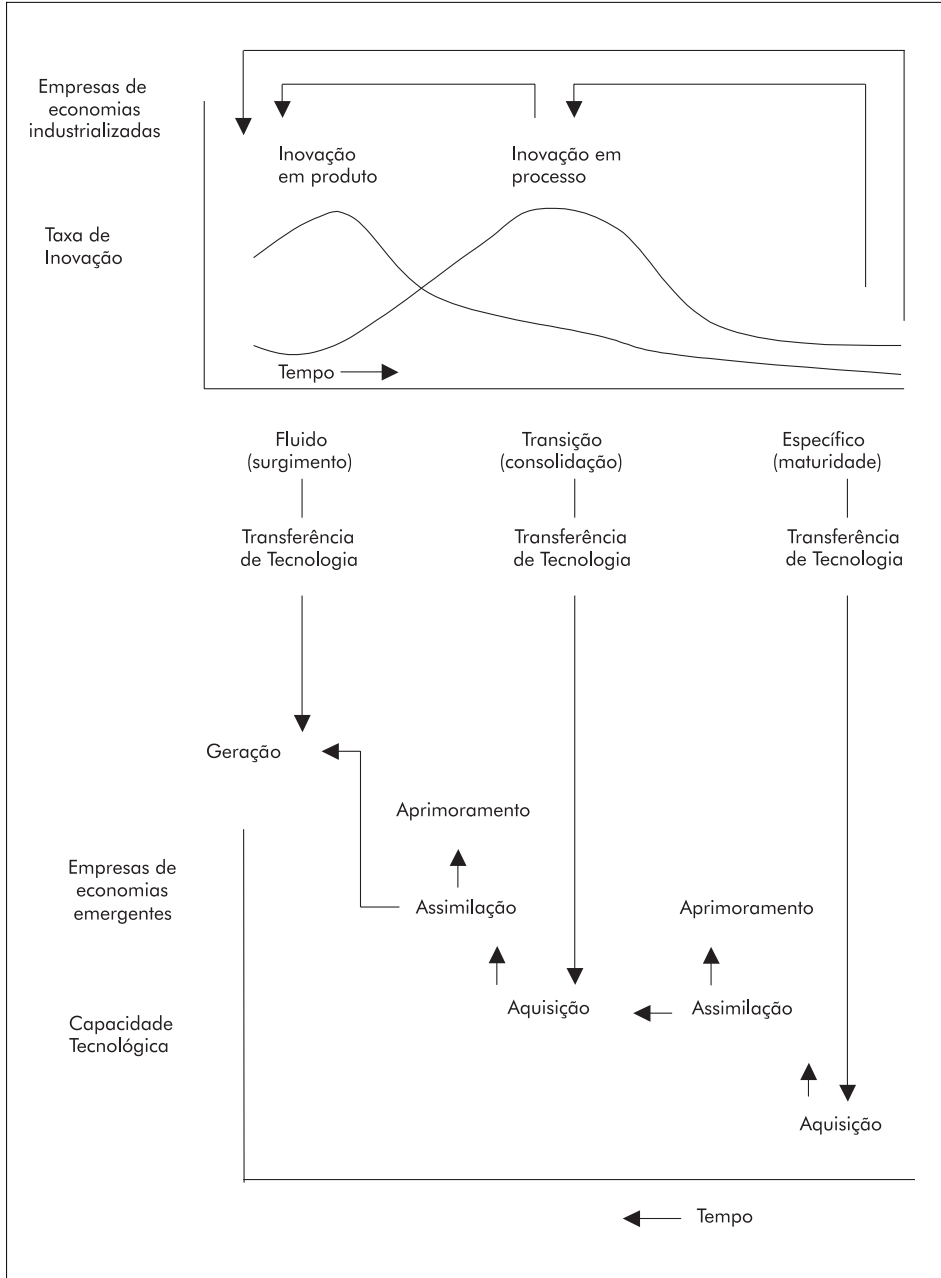 Empresas de
economias
industrializadas
Inovação
em produto
Inovação em
processo
Taxa de
Inovação
Tempo
Fluido
(surgimento)
Transição
(consolidação)
Específico
(maturidade)
Transferência
de Tecnologia
Transferência
de Tecnologia
Transferência
de Tecnologia
Geração
Aprimoramento
Empresas de
economias
emergentes
Assimilação
Aprimoramento
Capacidade
Tecnológica
Aquisição
Assimilação
Aquisição
Tempo